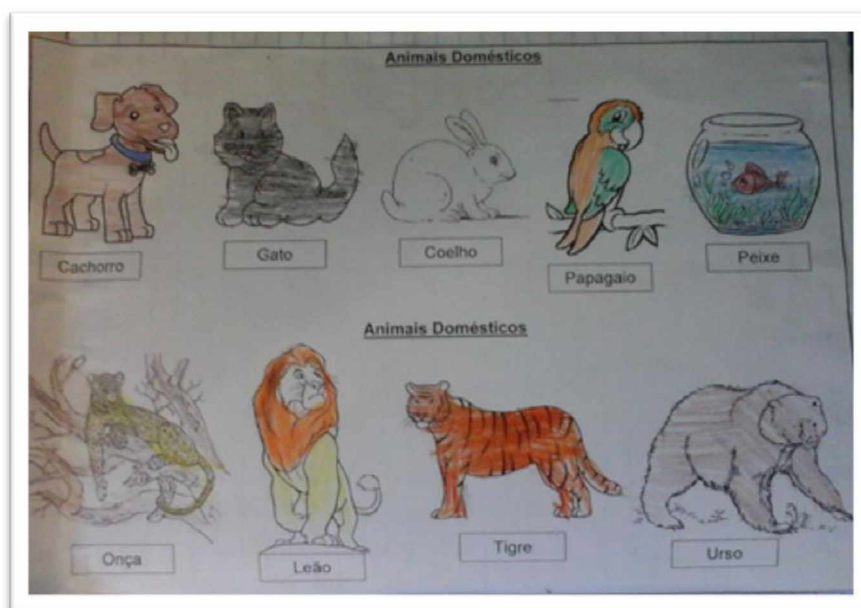 Animais Domésticos
Cachorro
Gato
Coelho
Papagaio
Peixe
Animais Domésticos
Onça
Leão
Tigre
Urso